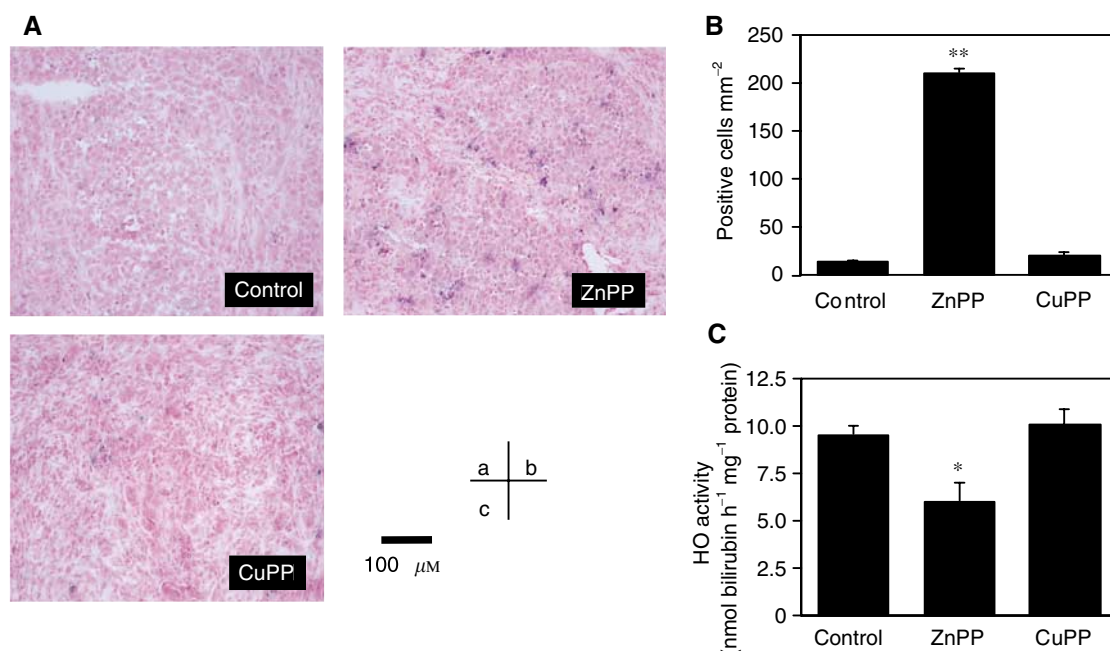 A
Control
ZnPP
CuPP
a b
c
100 μM
B
Positive cells mm⁻²
250
200
150
100
50
0
**
Control ZnPP CuPP
C
HO activity
(nmol bilirubin h⁻¹ mg⁻¹ protein)
12.5
10.0
7.5
5.0
2.5
0
*
Control ZnPP CuPP